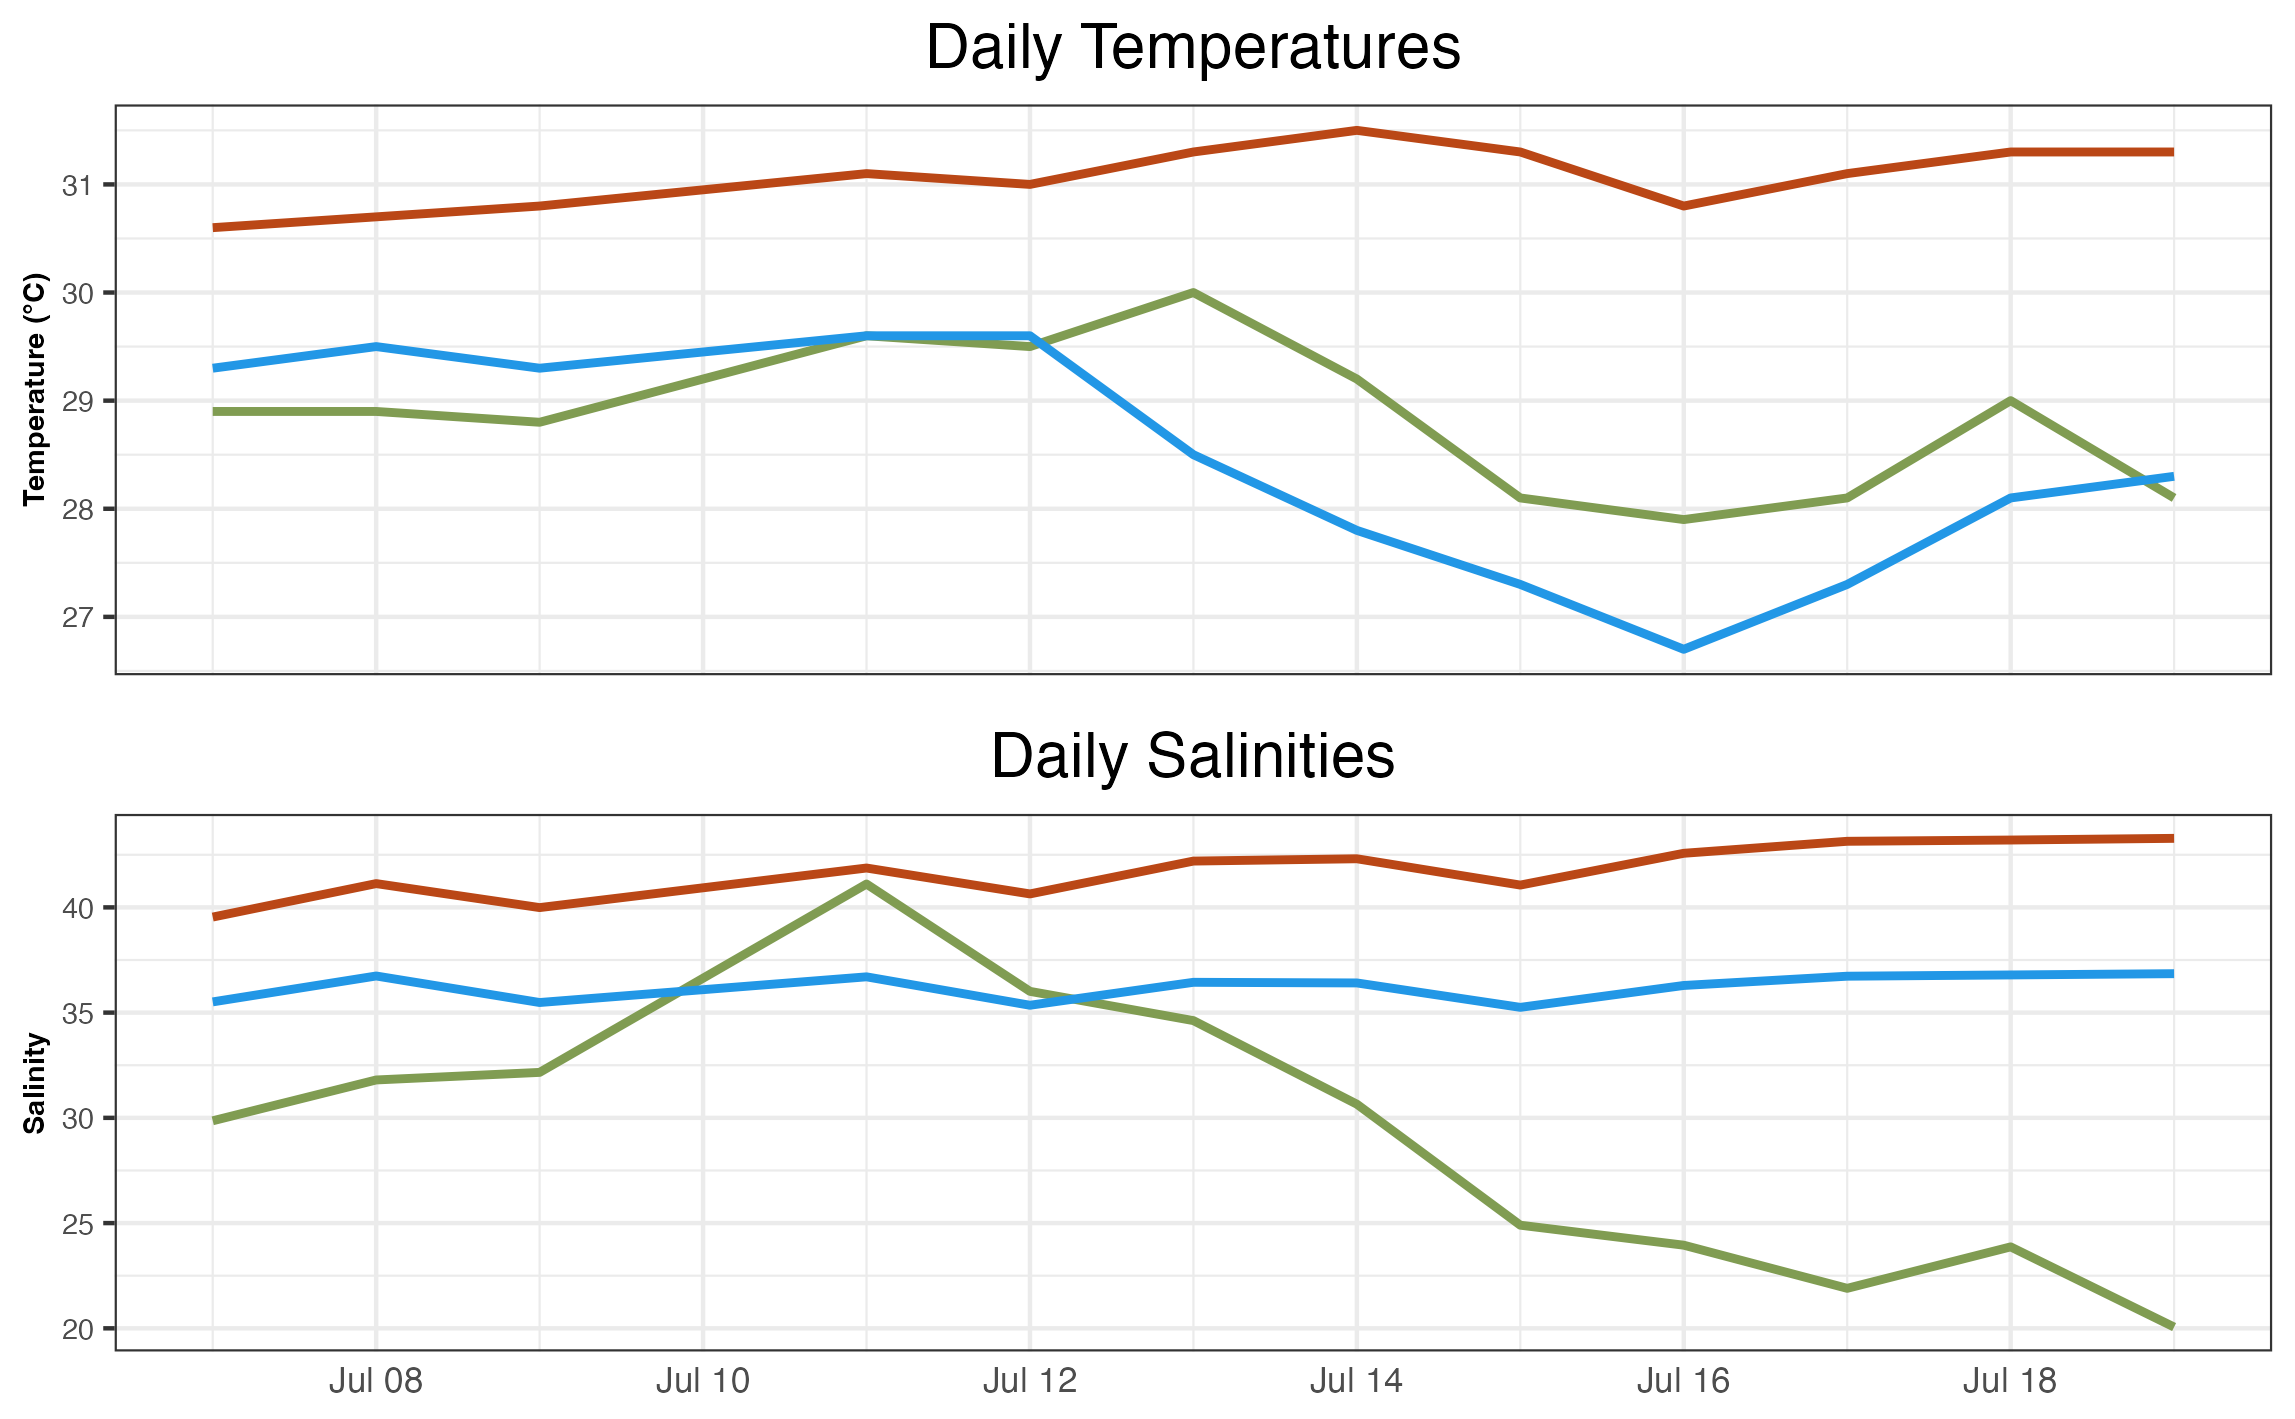 Daily Temperatures
Temperature (°C)
31
30
29
28
27
Daily Salinities
Salinity
40
35
30
25
20
Jul 08 Jul 10 Jul 12 Jul 14 Jul 16 Jul 18